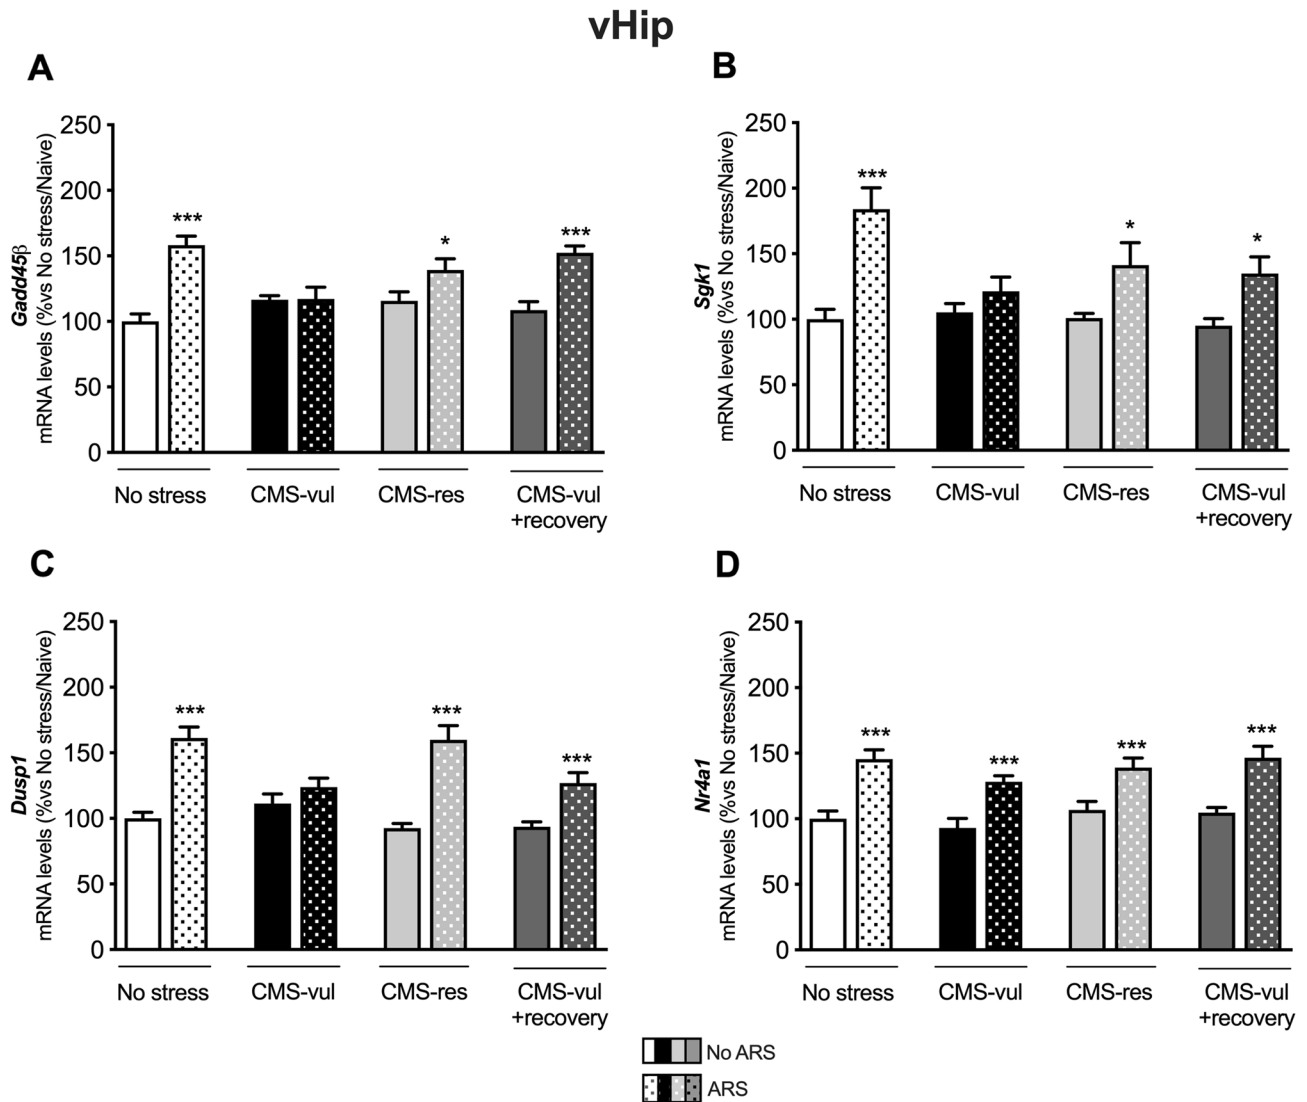 vHip
A
Gadd45β
mRNA levels (%vs No stress/Naive)
250
200
150
100
50
0
***
*
***
No stress
CMS-vul
CMS-res
CMS-vul
+recovery
B
Sgk1
mRNA levels (%vs No stress/Naive)
250
200
150
100
50
0
***
*
*
No stress
CMS-vul
CMS-res
CMS-vul
+recovery
C
Dusp1
mRNA levels (%vs No stress/Naive)
250
200
150
100
50
0
***
***
***
No stress
CMS-vul
CMS-res
CMS-vul
+recovery
D
Nr4a1
mRNA levels (%vs No stress/Naive)
250
200
150
100
50
0
***
***
***
***
No stress
CMS-vul
CMS-res
CMS-vul
+recovery
No ARS
ARS